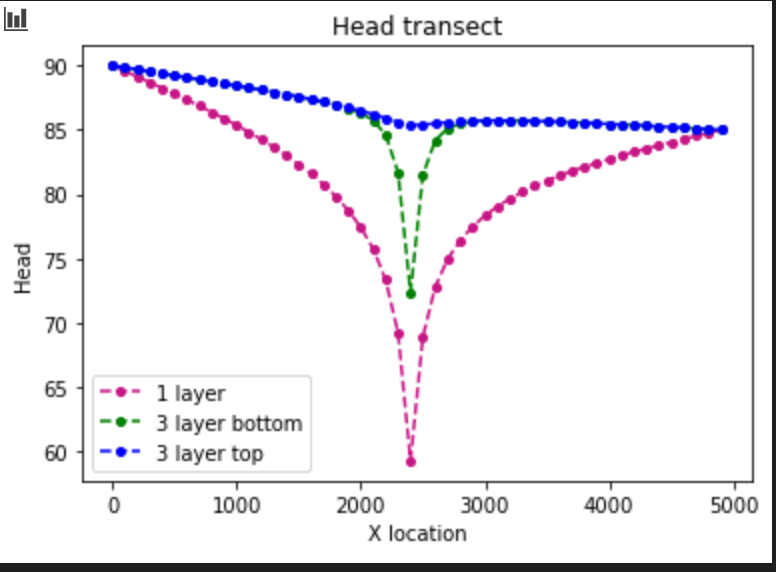 Head transect
90
85
80
75
70
65
60
Head
1 layer
3 layer bottom
3 layer top
0 1000 2000 3000 4000 5000
X location